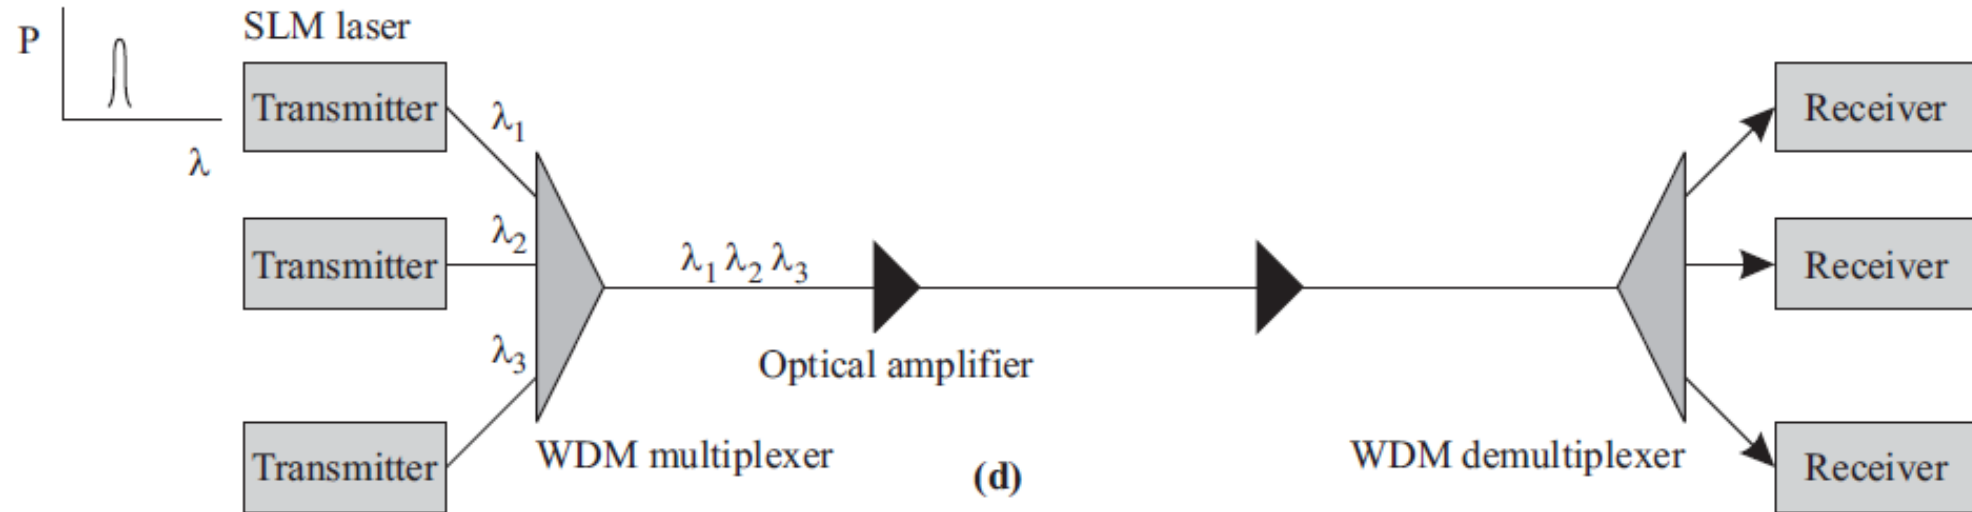 P
λ
SLM laser
Transmitter
Transmitter
Transmitter
λ₁
λ₂
λ₃
WDM multiplexer
λ₁ λ₂ λ₃
Optical amplifier
(d)
WDM demultiplexer
Receiver
Receiver
Receiver